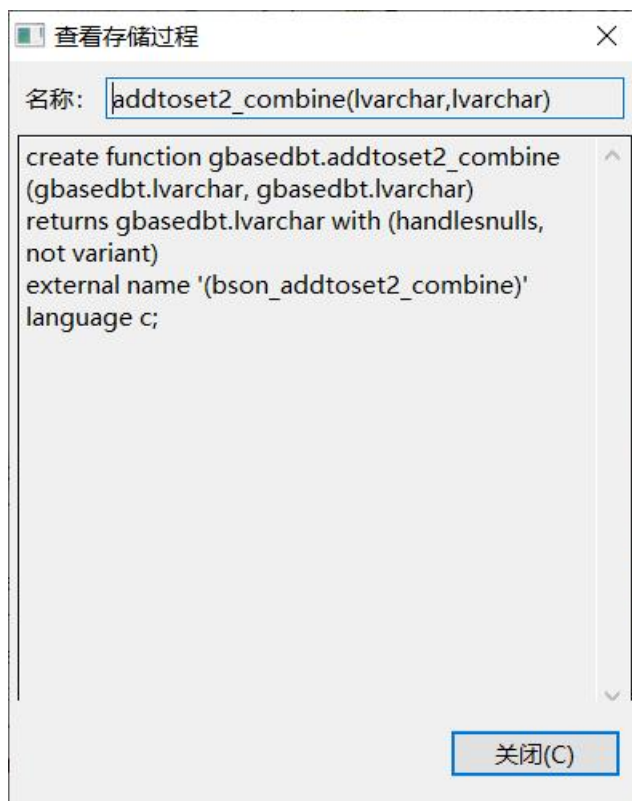 查看存储过程
名称： addtoset2_combine(lvarchar,lvarchar)
create function gbasedbt.addtoset2_combine
(gbasedbt.lvarchar, gbasedbt.lvarchar)
returns gbasedbt.lvarchar with (handlesnulls,
not variant)
external name '(bson_addtoset2_combine)'
language c;
关闭(C)